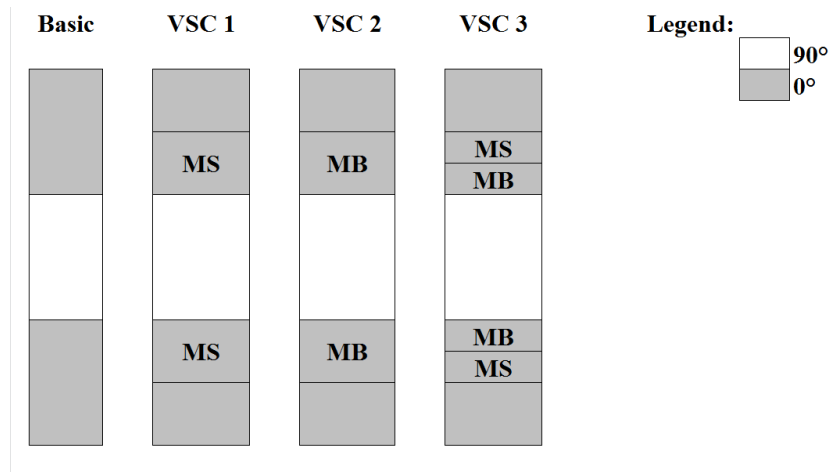 Basic VSC 1 VSC 2 VSC 3 Legend:
90°
0°
MS MB MS
MB
MS MB MB
MS